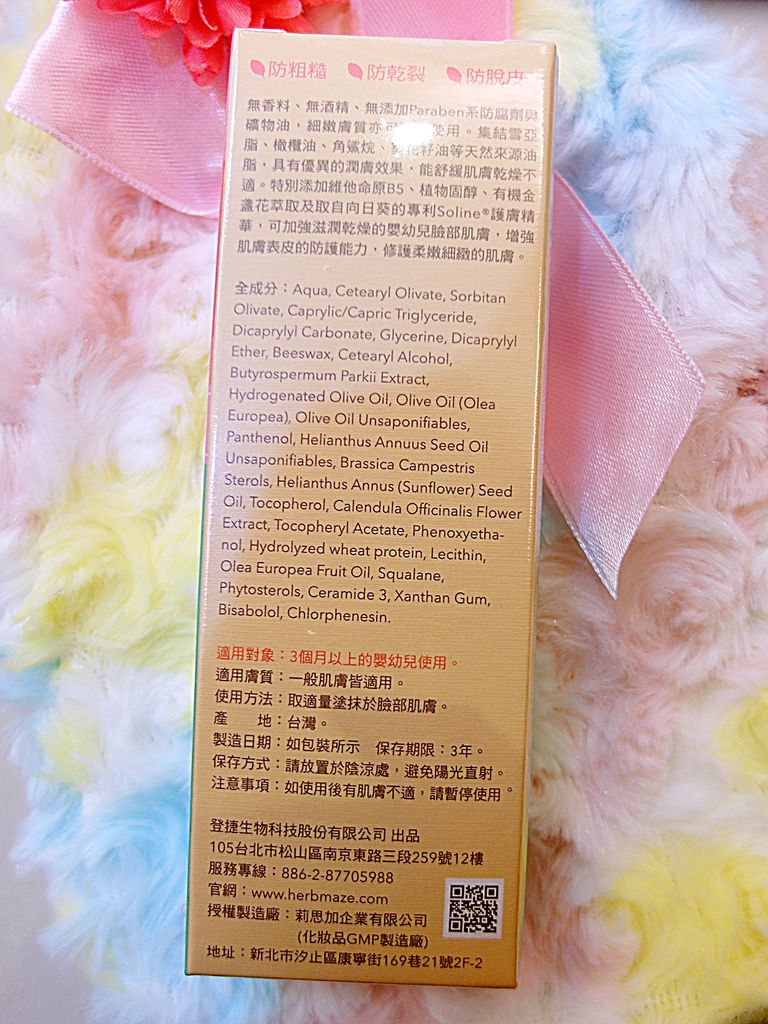 防粗糙 防乾裂 防脫皮
無香料、無酒精、無添加Paraben系防腐劑與
礦物油，細嫩膚質亦可 使用。集結雪亞
脂、橄欖油、角鯊烷、葵花籽油等天然來源油
脂，具有優異的潤膚效果，能舒緩肌膚乾燥不
適。特別添加維他命原B5、植物固醇、有機金
盞花萃取及取自向日葵的專利Soline®護膚精
華，可加強滋潤乾燥的嬰幼兒臉部肌膚，增強
肌膚表皮的防護能力，修護柔嫩細緻的肌膚。
全成分：Aqua, Cetearyl Olivate, Sorbitan
Olivate, Caprylic/Capric Triglyceride,
Dicaprylyl Carbonate, Glycerine, Dicaprylyl
Ether, Beeswax, Cetearyl Alcohol,
Butyrospermum Parkii Extract,
Hydrogenated Olive Oil, Olive Oil (Olea
Europea), Olive Oil Unsaponifiables,
Panthenol, Helianthus Annuus Seed Oil
Unsaponifiables, Brassica Campestris
Sterols, Helianthus Annus (Sunflower) Seed
Oil, Tocopherol, Calendula Officinalis Flower
Extract, Tocopheryl Acetate, Phenoxyetha-
nol, Hydrolyzed wheat protein, Lecithin,
Olea Europea Fruit Oil, Squalane,
Phytosterols, Ceramide 3, Xanthan Gum,
Bisabolol, Chlorphenesin.
適用對象：3個月以上的嬰幼兒使用。
適用膚質：一般肌膚皆適用。
使用方法：取適量塗抹於臉部肌膚。
產　　地：台灣。
製造日期：如包裝所示　保存期限：3年。
保存方式：請放置於陰涼處，避免陽光直射。
注意事項：如使用後有肌膚不適，請暫停使用。
登捷生物科技股份有限公司 出品
105台北市松山區南京東路三段259號12樓
服務專線：886-2-87705988
官網：www.herbmaze.com
授權製造廠：莉思加企業有限公司
(化妝品GMP製造廠)
地址：新北市汐止區康寧街169巷21號2F-2